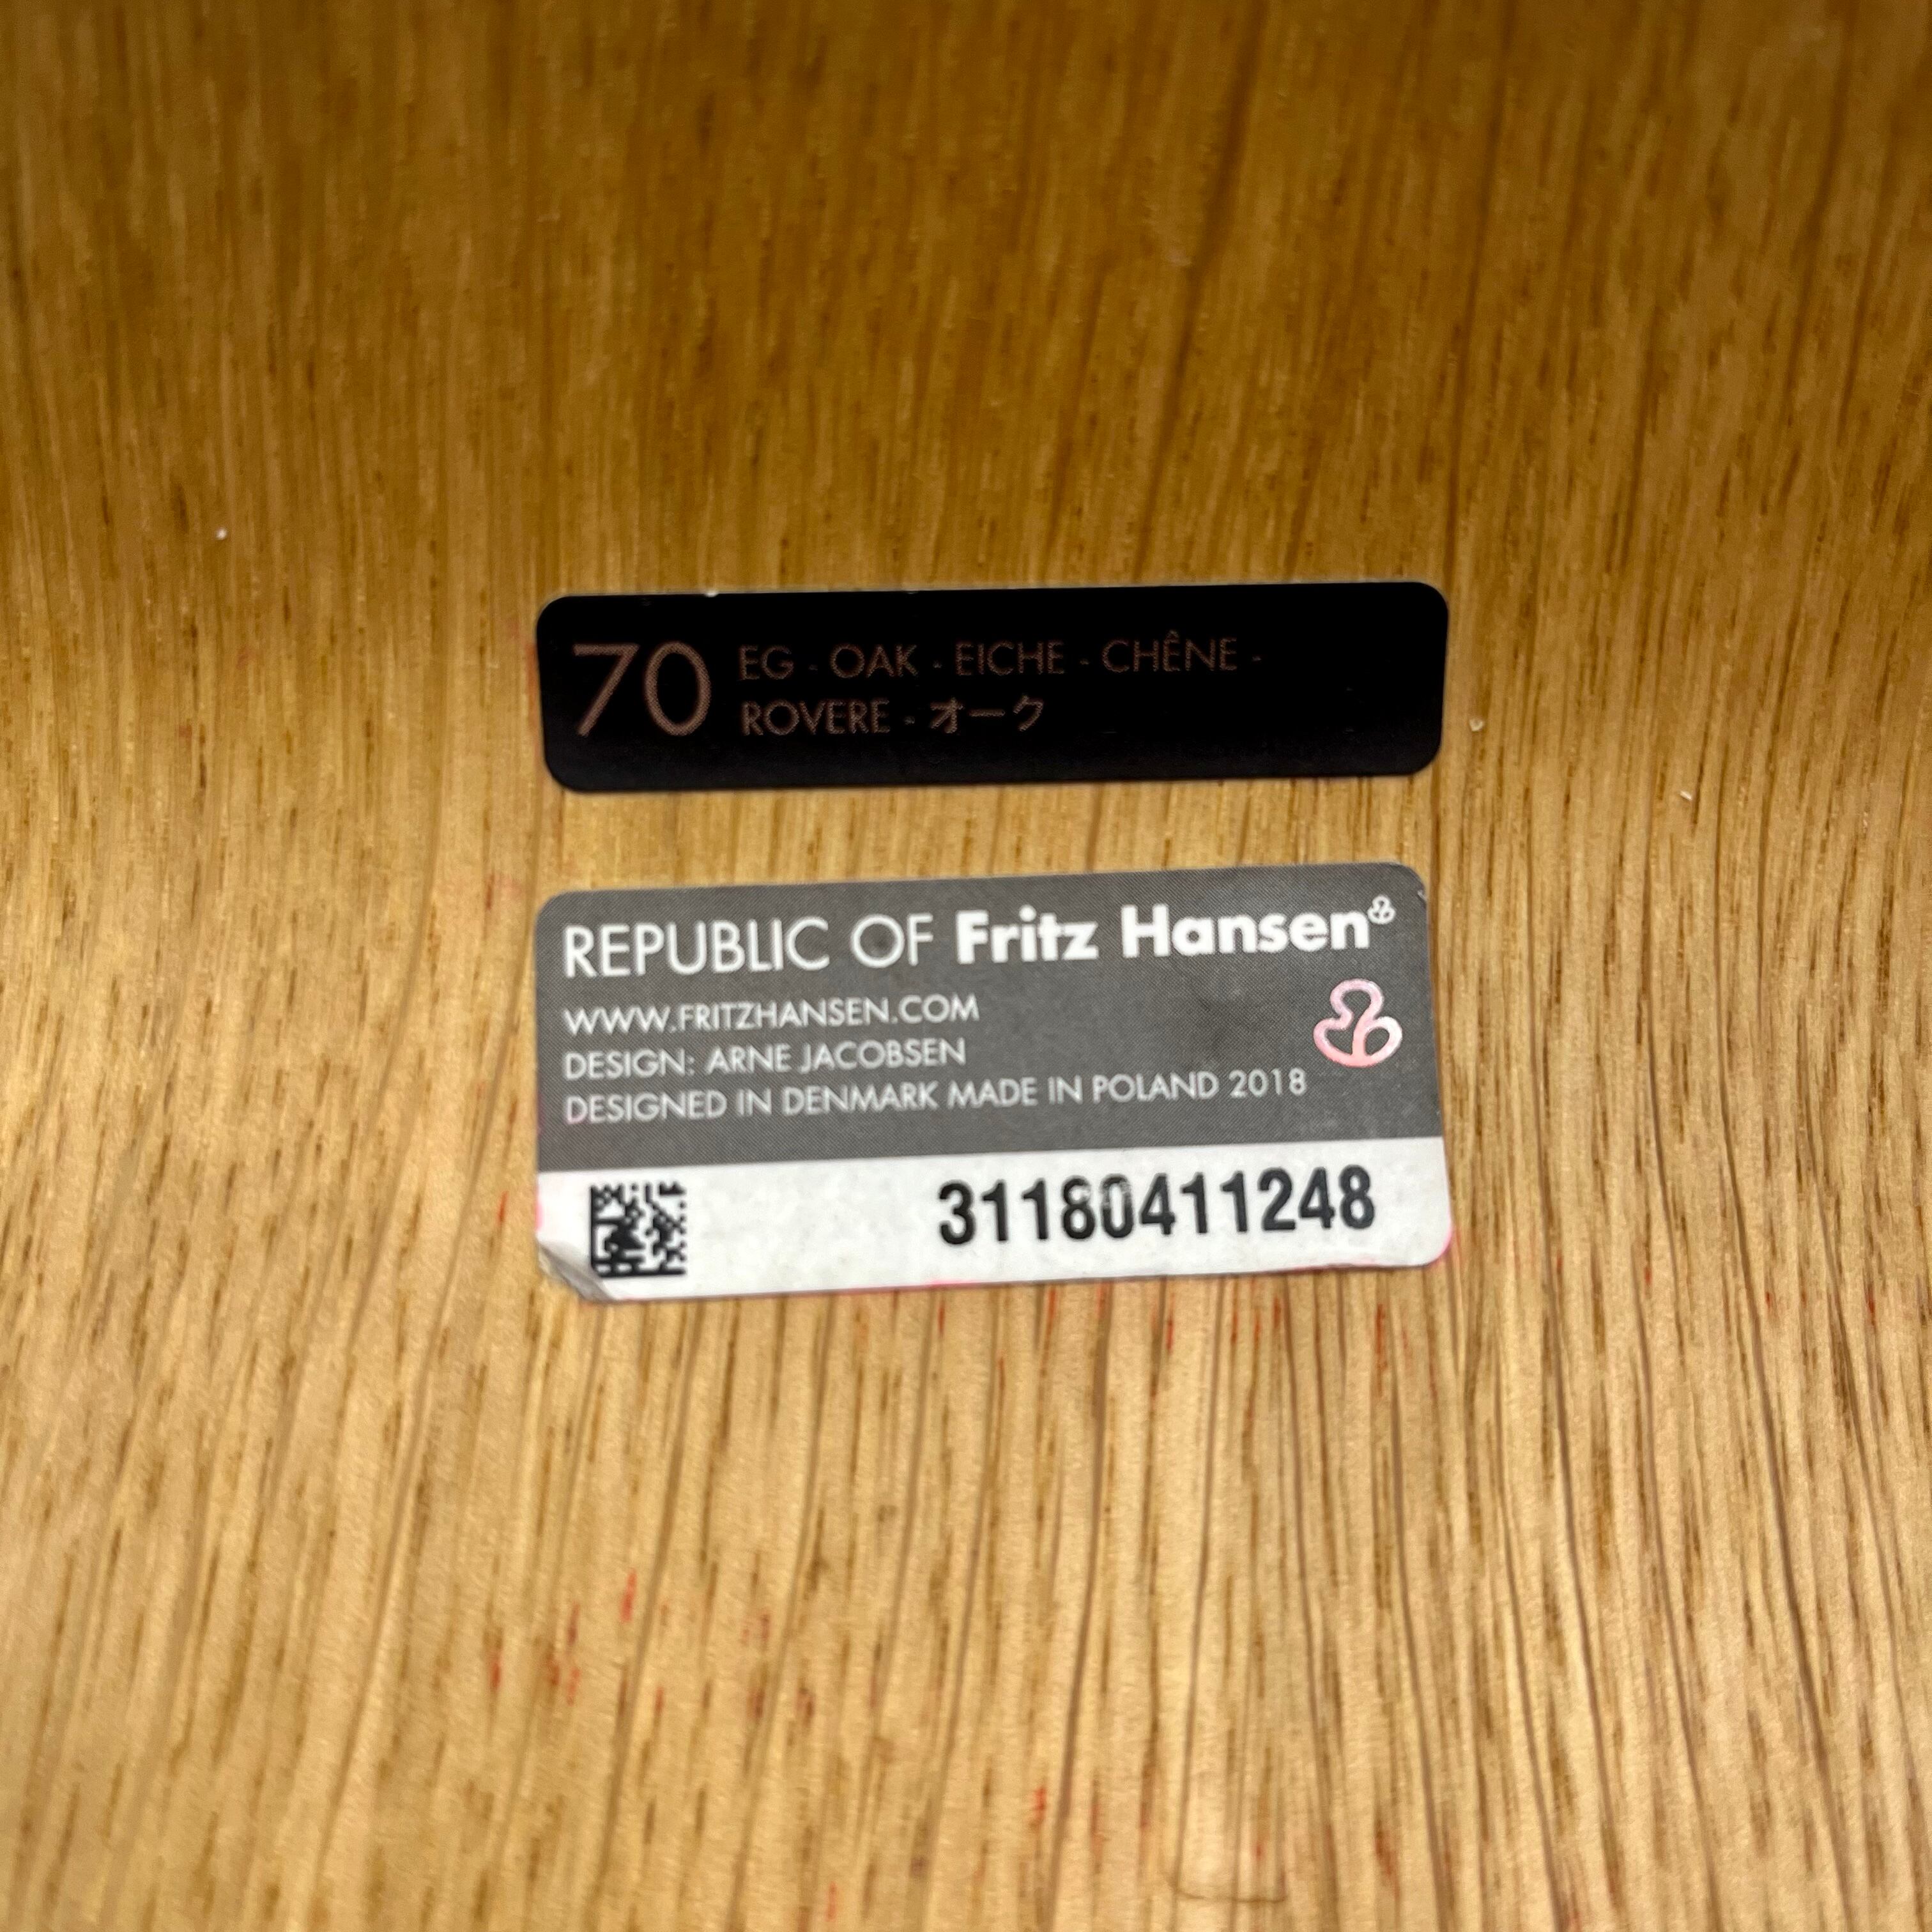 70 EG - OAK - EICHE - CHÊNE -
ROVERE - オーク
REPUBLIC OF Fritz Hansen
WWW.FRITZHANSEN.COM
DESIGN: ARNE JACOBSEN
DESIGNED IN DENMARK MADE IN POLAND 2018
31180411248